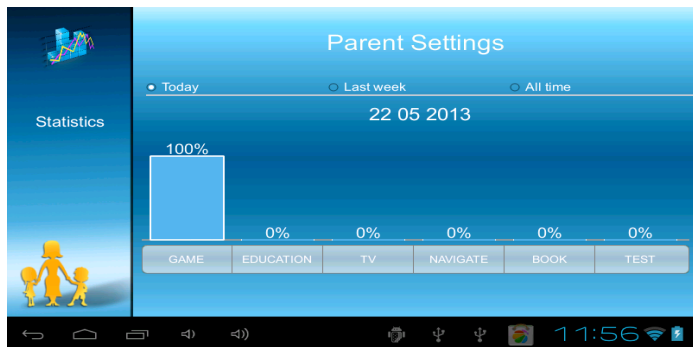 Parent Settings
Today Last week All time
Statistics
22 05 2013
100%
0% 0% 0% 0% 0%
GAME EDUCATION TV NAVIGATE BOOK TEST
11:56